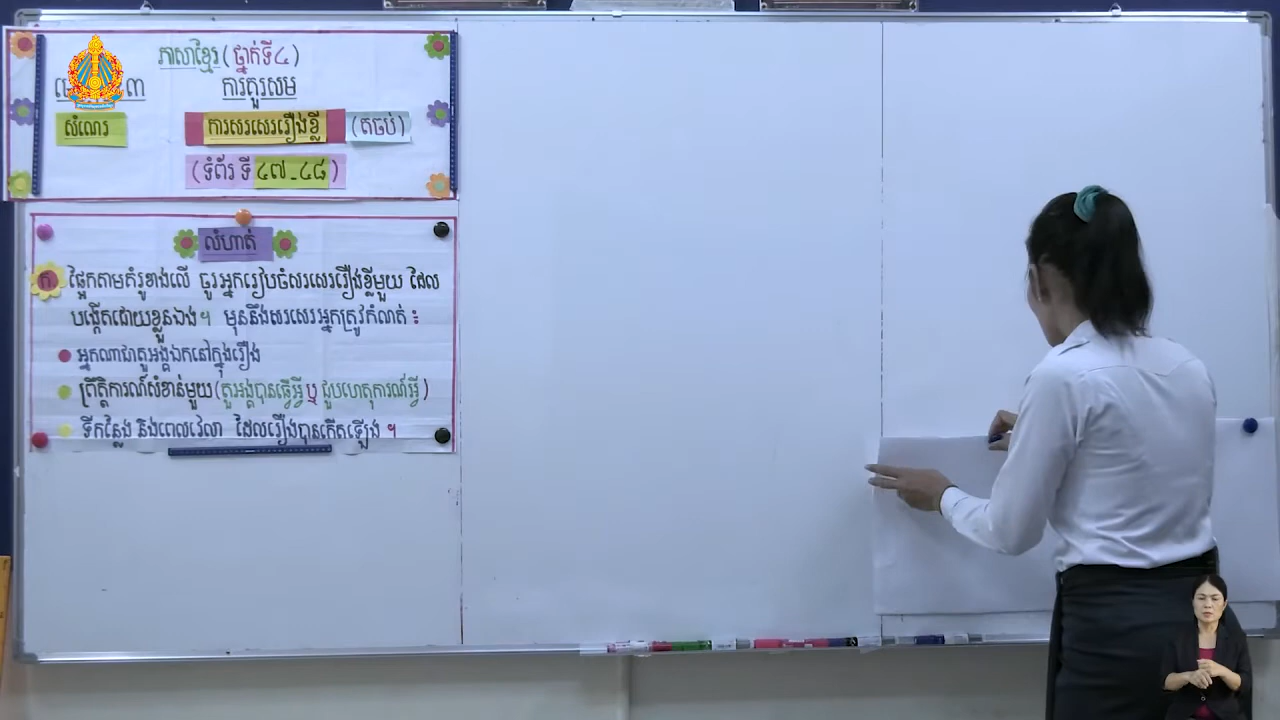 ភាសាខ្មែរ (ថ្នាក់ទី៤)
៣ ការគួរសម
សំណេរ ការសរសេររឿងខ្លី (តចប់)
(ទំព័រ ទី ៤៧ - ៤៨)
លំហាត់
ក ផ្អែកតាមគំរូខាងលើ ចូរអ្នករៀបចំសរសេររឿងខ្លីមួយ ដែល
បង្កើតដោយខ្លួនឯង។ មុននឹងសរសេរអ្នកត្រូវកំណត់ ៖
អ្នកណាជាតួអង្គឯកនៅក្នុងរឿង
ព្រឹត្តិការណ៍សំខាន់មួយ(តួអង្គបានធ្វើអ្វី ឬ ជួបហេតុការណ៍អ្វី)
ទីកន្លែង និងពេលវេលា ដែលរឿងបានកើតឡើង ។